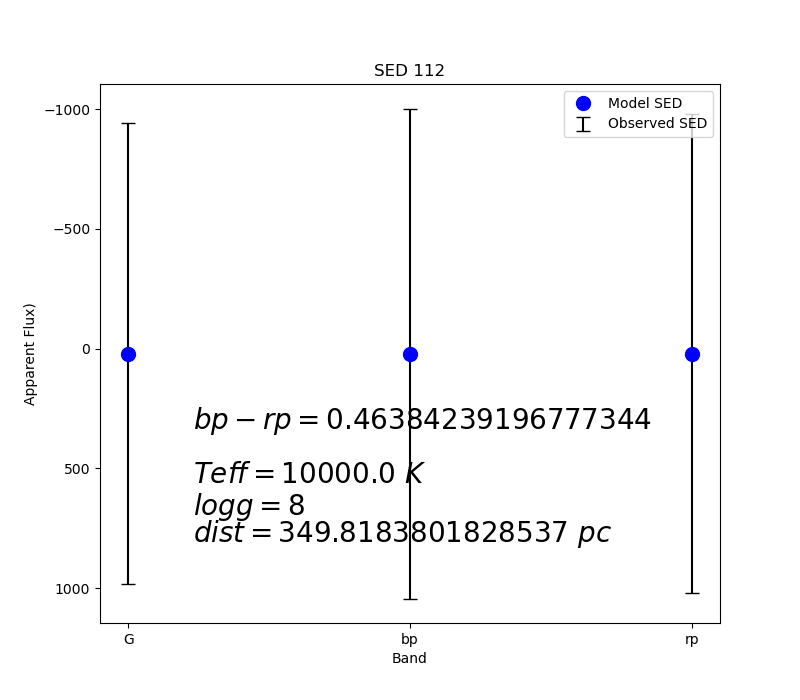 SED 112
Model SED
Observed SED
−1000
−500
0
500
1000
Apparent Flux)
bp − rp = 0.46384239196777344
Teff = 10000.0 K
logg = 8
dist = 349.8183801828537 pc
G
bp
rp
Band